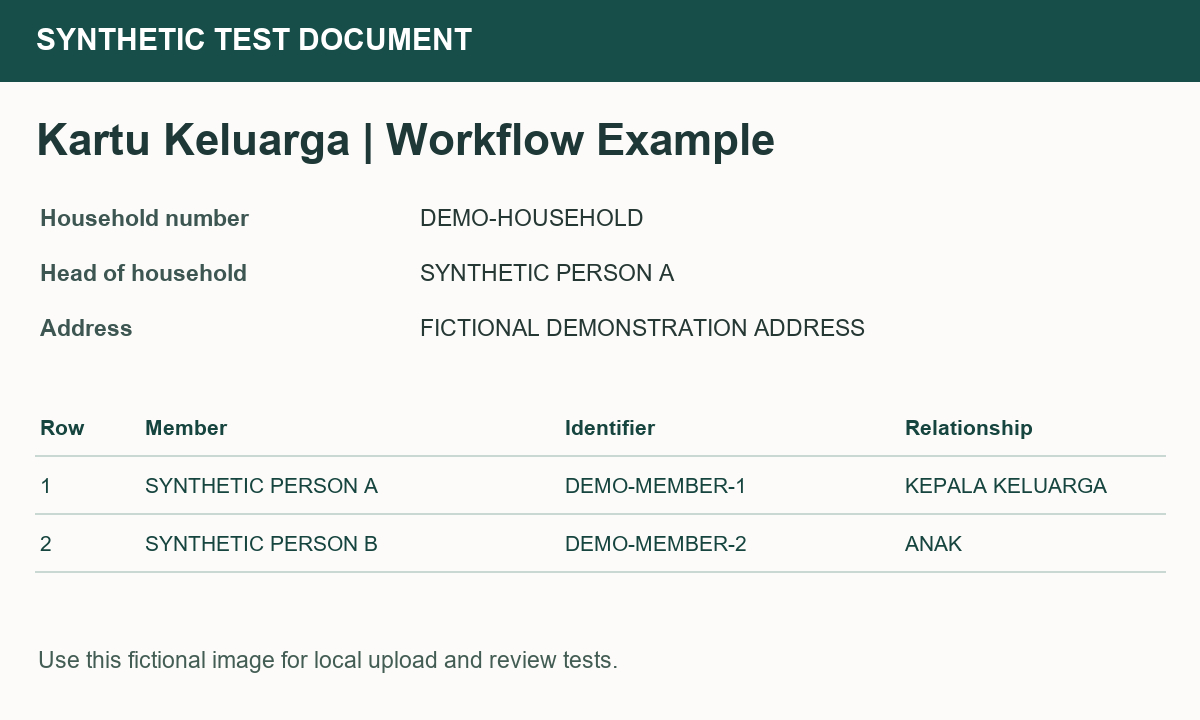 SYNTHETIC TEST DOCUMENT
Kartu Keluarga | Workflow Example
Household number DEMO-HOUSEHOLD
Head of household SYNTHETIC PERSON A
Address FICTIONAL DEMONSTRATION ADDRESS
Row Member Identifier Relationship
1 SYNTHETIC PERSON A DEMO-MEMBER-1 KEPALA KELUARGA
2 SYNTHETIC PERSON B DEMO-MEMBER-2 ANAK
Use this fictional image for local upload and review tests.